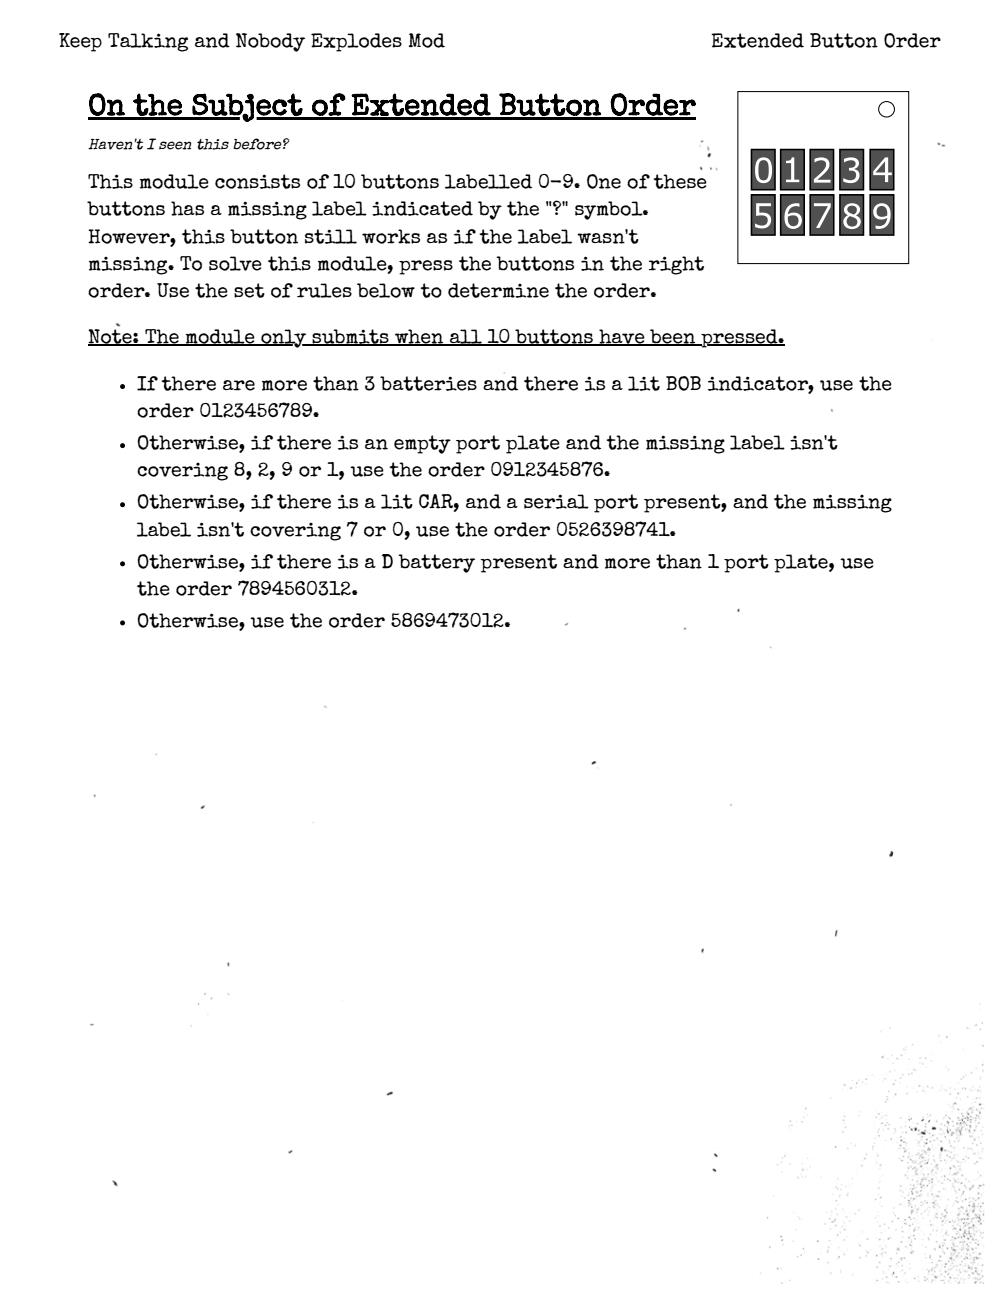 Keep Talking and Nobody Explodes Mod
Extended Button Order
On the Subject of Extended Button Order
Haven't I seen this before?
This module consists of 10 buttons labelled 0-9. One of these
buttons has a missing label indicated by the "?" symbol.
However, this button still works as if the label wasn't
missing. To solve this module, press the buttons in the right
order. Use the set of rules below to determine the order.
0 1 2 3 4
5 6 7 8 9
Note: The module only submits when all 10 buttons have been pressed.
• If there are more than 3 batteries and there is a lit BOB indicator, use the
order 0123456789.
• Otherwise, if there is an empty port plate and the missing label isn't
covering 8, 2, 9 or 1, use the order 0912345876.
• Otherwise, if there is a lit CAR, and a serial port present, and the missing
label isn't covering 7 or 0, use the order 0526398741.
• Otherwise, if there is a D battery present and more than 1 port plate, use
the order 7894560312.
• Otherwise, use the order 5869473012.